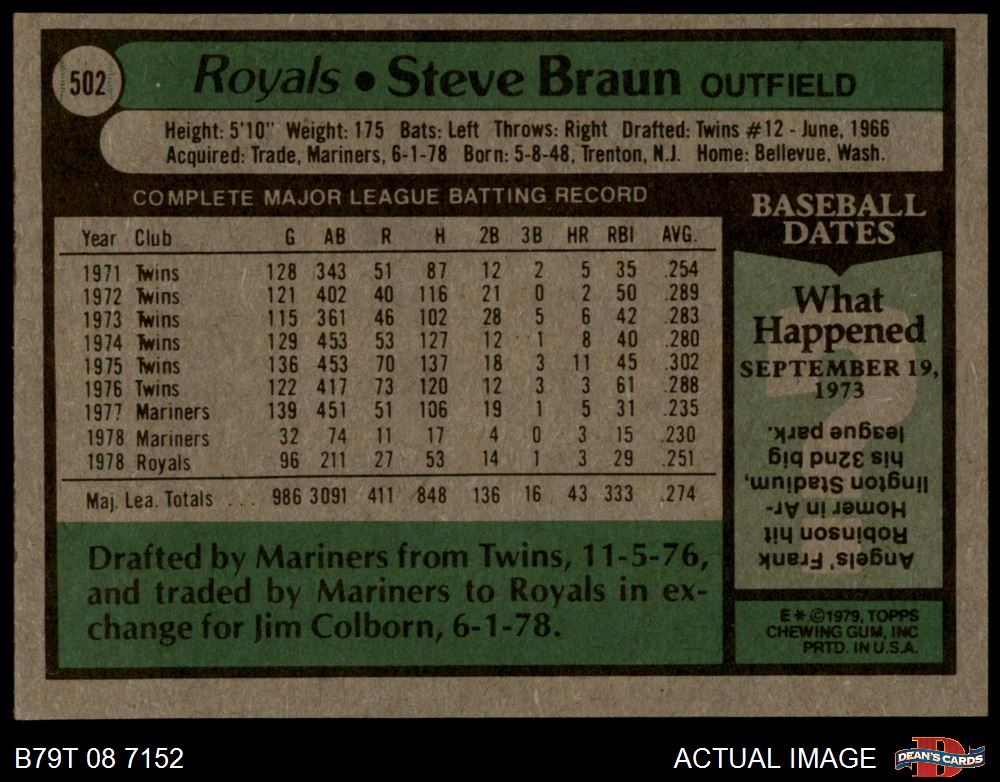 502
Royals • Steve Braun OUTFIELD
Height: 5'10" Weight: 175 Bats: Left Throws: Right Drafted: Twins #12 - June, 1966
Acquired: Trade, Mariners, 6-1-78 Born: 5-8-48, Trenton, N.J. Home: Bellevue, Wash.
COMPLETE MAJOR LEAGUE BATTING RECORD
Year Club G AB R H 2B 3B HR RBI AVG.
1971 Twins 128 343 51 87 12 2 5 35 .254
1972 Twins 121 402 40 116 21 0 2 50 .289
1973 Twins 115 361 46 102 28 5 6 42 .283
1974 Twins 129 453 53 127 12 1 8 40 .280
1975 Twins 136 453 70 137 18 3 11 45 .302
1976 Twins 122 417 73 120 12 3 3 61 .288
1977 Mariners 139 451 51 106 19 1 5 31 .235
1978 Mariners 32 74 11 17 4 0 3 15 .230
1978 Royals 96 211 27 53 14 1 3 29 .251
Maj. Lea. Totals ... 986 3091 411 848 136 16 43 333 .274
Drafted by Mariners from Twins, 11-5-76,
and traded by Mariners to Royals in ex-
change for Jim Colborn, 6-1-78.
BASEBALL
DATES
What
Happened
SEPTEMBER 19,
1973
Angels' Frank
Robinson hit
Homer in Ar-
lington Stadium,
his 32nd big
league park.
E*©1979, TOPPS
CHEWING GUM, INC
PRTD. IN U.S.A.
B79T 08 7152
ACTUAL IMAGE
D
DEAN'S CARDS